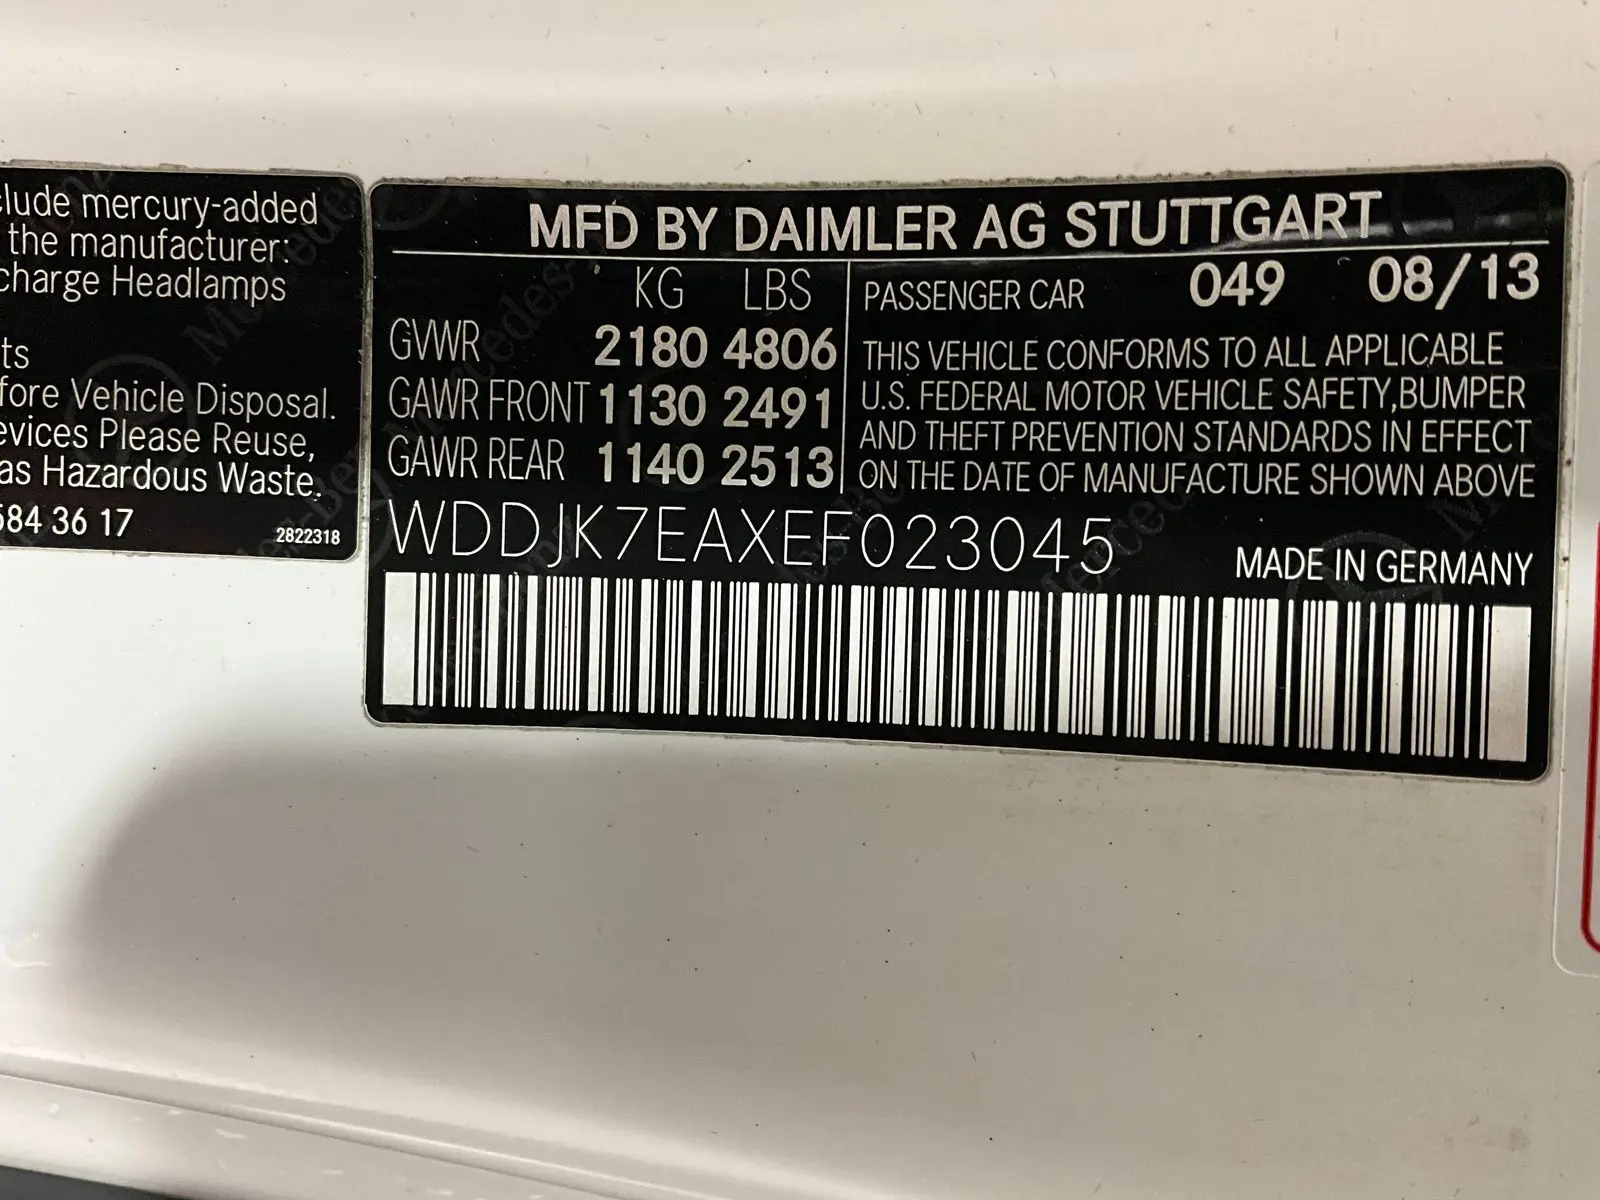 clude mercury-added
the manufacturer:
charge Headlamps
ts
fore Vehicle Disposal.
evices Please Reuse,
as Hazardous Waste.
584 36 17
2822318
MFD BY DAIMLER AG STUTTGART
KG LBS
GVWR 2180 4806
GAWR FRONT 1130 2491
GAWR REAR 1140 2513
PASSENGER CAR 049 08/13
THIS VEHICLE CONFORMS TO ALL APPLICABLE
U.S. FEDERAL MOTOR VEHICLE SAFETY,BUMPER
AND THEFT PREVENTION STANDARDS IN EFFECT
ON THE DATE OF MANUFACTURE SHOWN ABOVE
WDDJK7EAXEF023045
MADE IN GERMANY